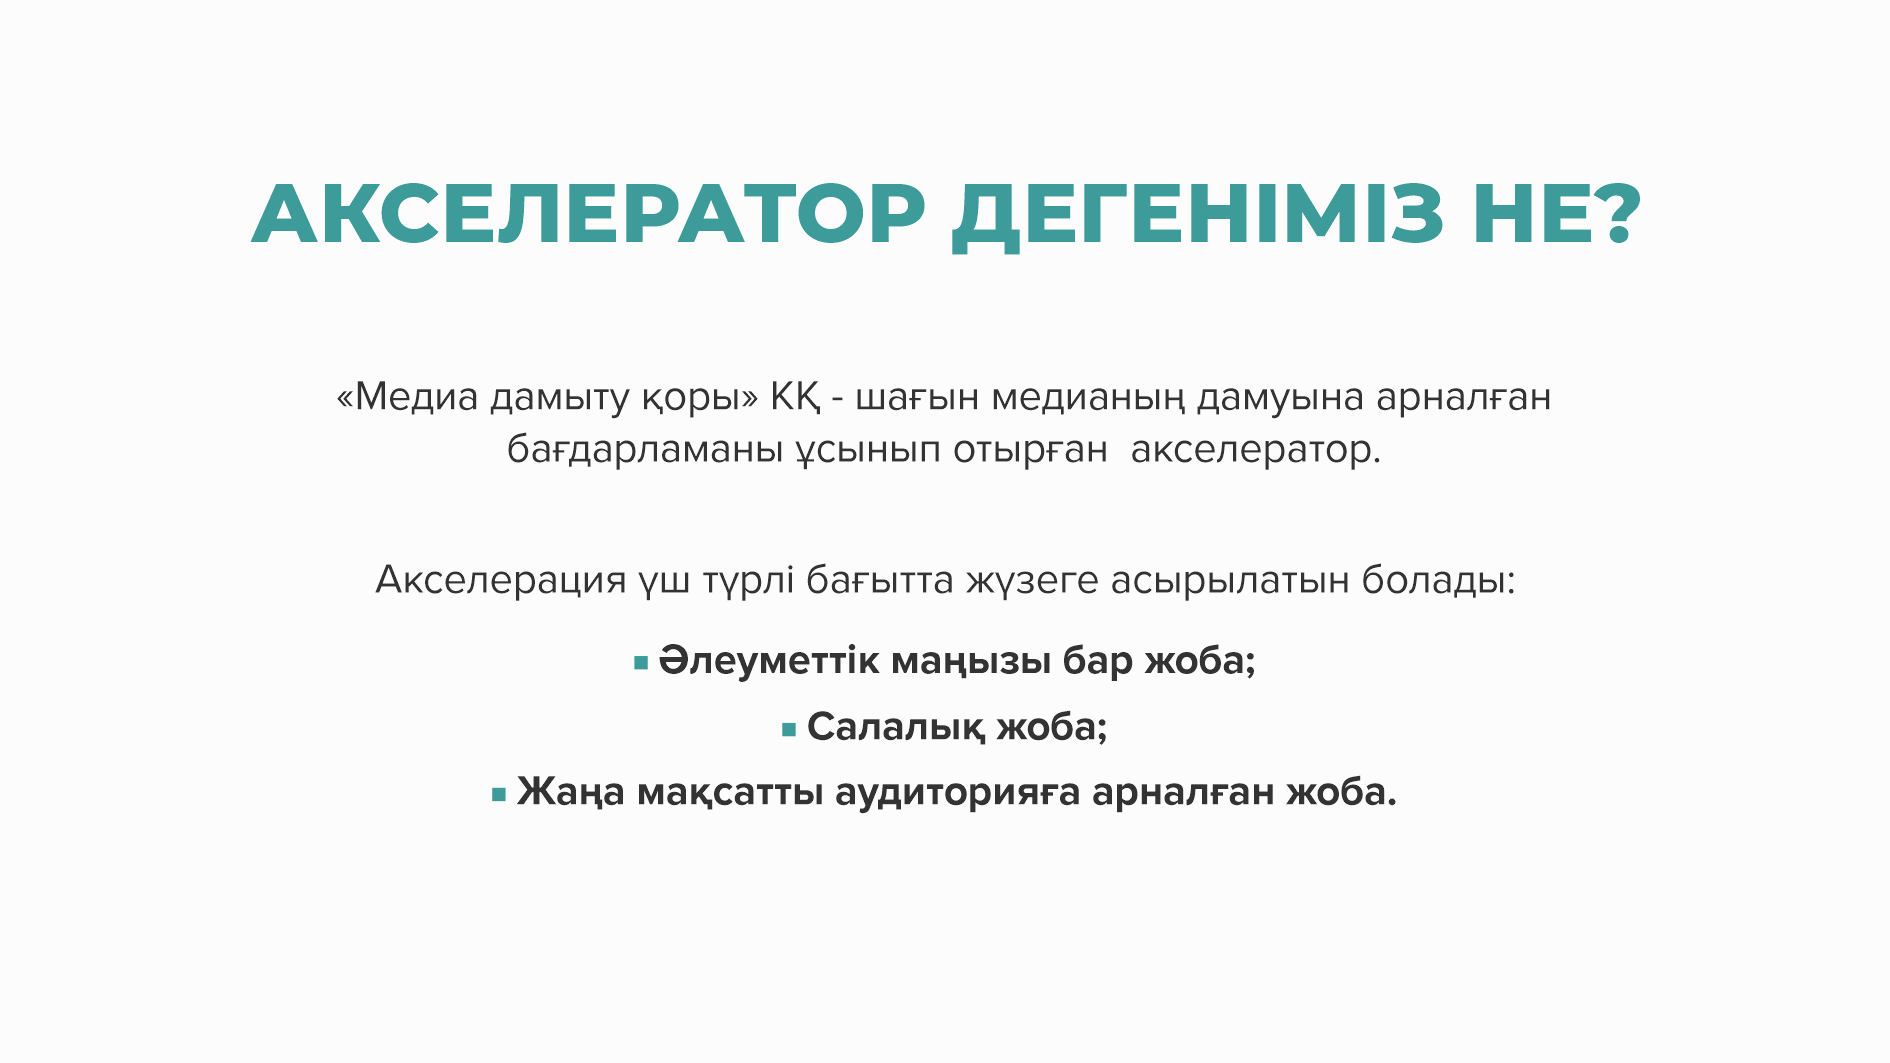 АКСЕЛЕРАТОР ДЕГЕНІМІЗ НЕ?
«Медиа дамыту қоры» КҚ - шағын медианың дамуына арналған
бағдарламаны ұсынып отырған  акселератор.
Акселерация үш түрлі бағытта жүзеге асырылатын болады:
▪ Әлеуметтік маңызы бар жоба;
▪ Салалық жоба;
▪ Жаңа мақсатты аудиторияға арналған жоба.